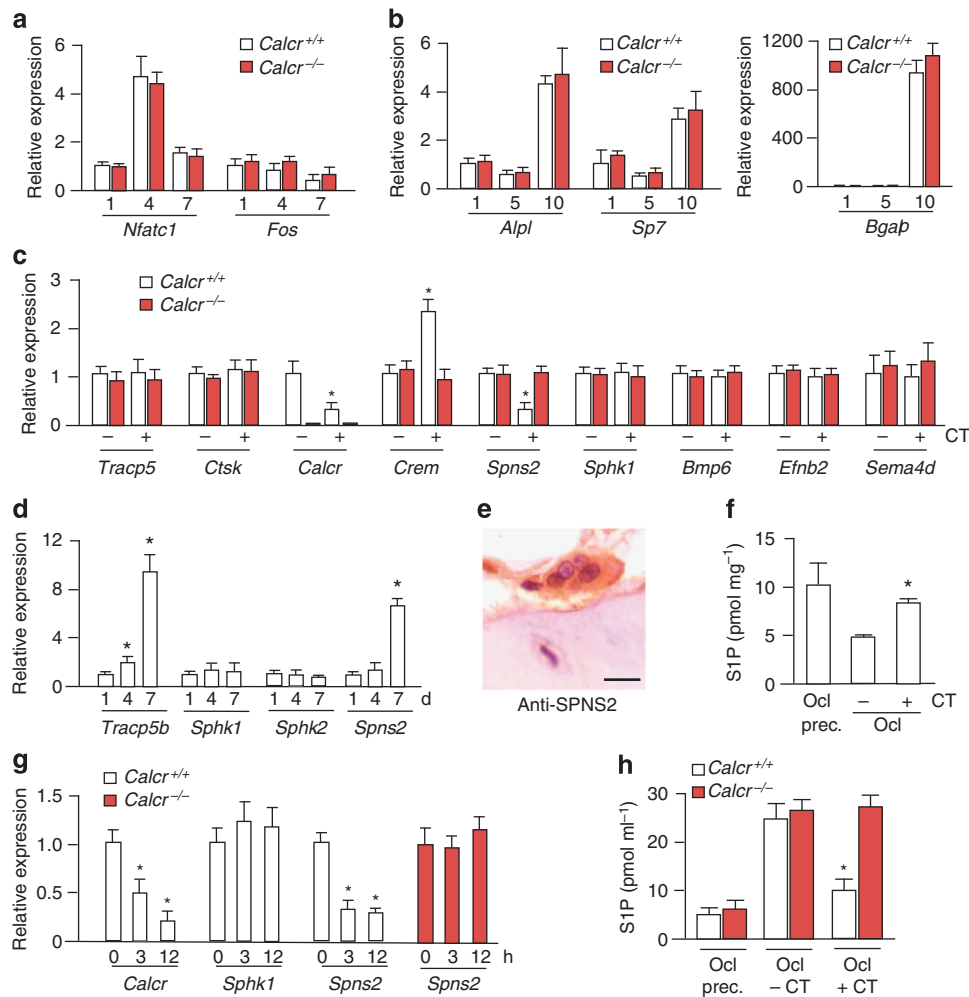 a
Relative expression
6
4
2
0
Calcr+/+
Calcr−/−
1 4 7 1 4 7
Nfatc1 Fos
b
Relative expression
6
4
2
0
Calcr+/+
Calcr−/−
1 5 10 1 5 10
Alpl Sp7
Relative expression
1200
800
400
0
Calcr+/+
Calcr−/−
1 5 10
Bgap
c
Relative expression
3
2
1
0
Calcr+/+
Calcr−/−
* * *
− + − + − + − + − + − + − + − + − + CT
Tracp5 Ctsk Calcr Crem Spns2 Sphk1 Bmp6 Efnb2 Sema4d
d
Relative expression
12
8
4
0
* * *
1 4 7 1 4 7 1 4 7 1 4 7 d
Tracp5b Sphk1 Sphk2 Spns2
e
Anti-SPNS2
f
S1P (pmol mg−1)
15
10
5
0
*
Ocl − + CT
prec. Ocl
g
Relative expression
1.5
1.0
0.5
0
Calcr+/+
Calcr−/−
* * * *
0 3 12 0 3 12 0 3 12 0 3 12 h
Calcr Sphk1 Spns2 Spns2
h
S1P (pmol ml−1)
30
20
10
0
Calcr+/+
Calcr−/−
*
Ocl Ocl Ocl
prec. − CT + CT